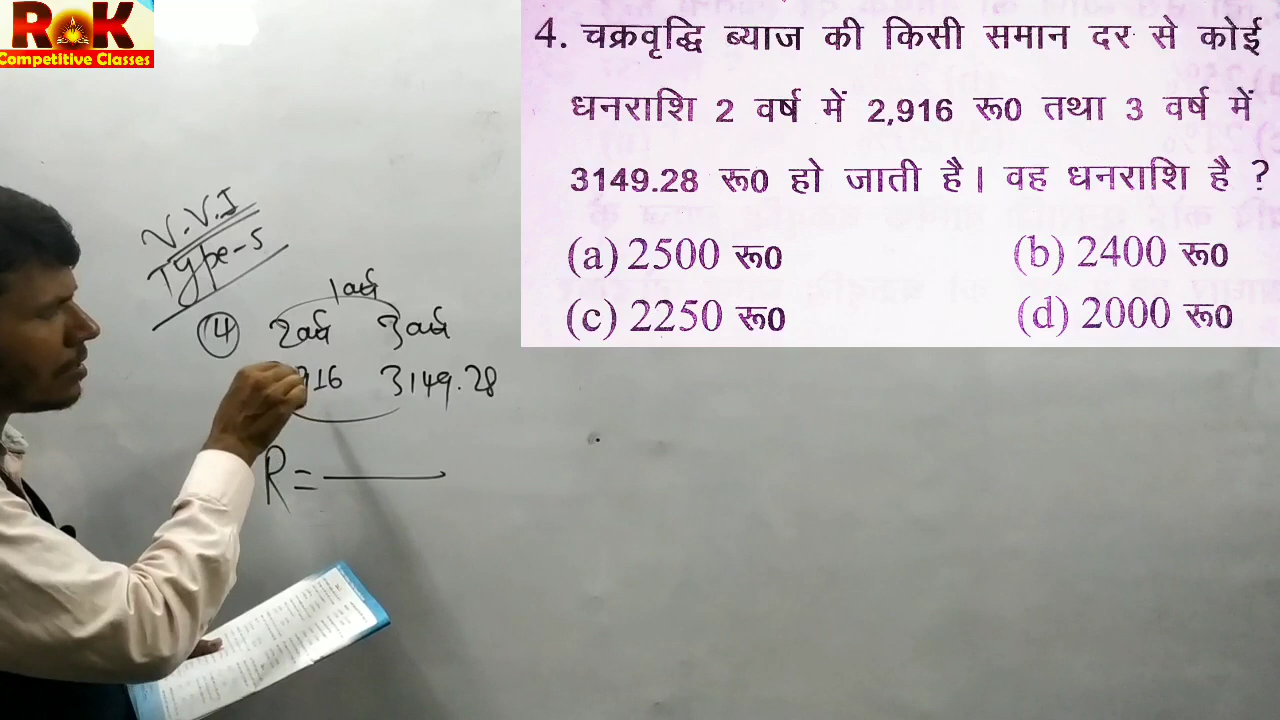 ROK
Competitive Classes
4. चक्रवृद्धि ब्याज की किसी समान दर से कोई
धनराशि 2 वर्ष में 2,916 रू0 तथा 3 वर्ष में
3149.28 रू0 हो जाती है। वह धनराशि है ?
(a) 2500 रू0 (b) 2400 रू0
(c) 2250 रू0 (d) 2000 रू0
V.V.I
Type-5
1 वर्ष
4 2 वर्ष 3 वर्ष
916 3149.28
R =